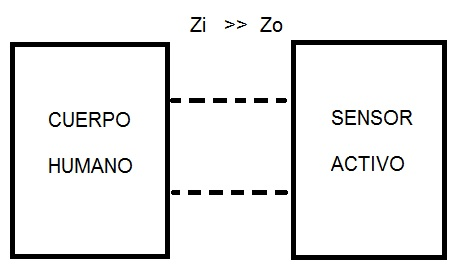 Zi >> Zo
CUERPO
HUMANO
SENSOR
ACTIVO